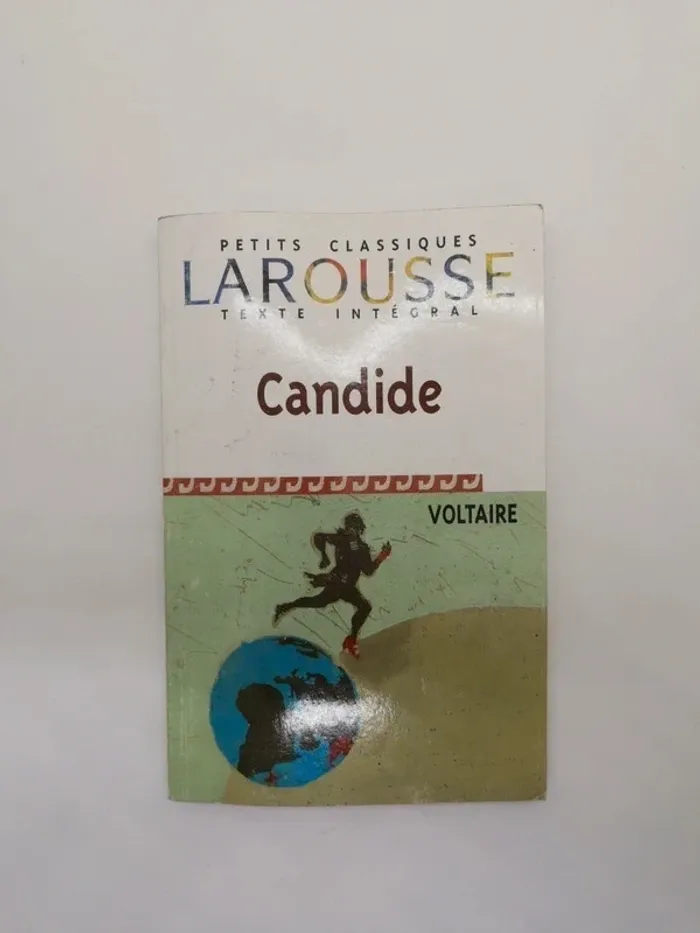 PETITS CLASSIQUES
LAROUSSE
TEXTE INTÉGRAL
Candide
VOLTAIRE